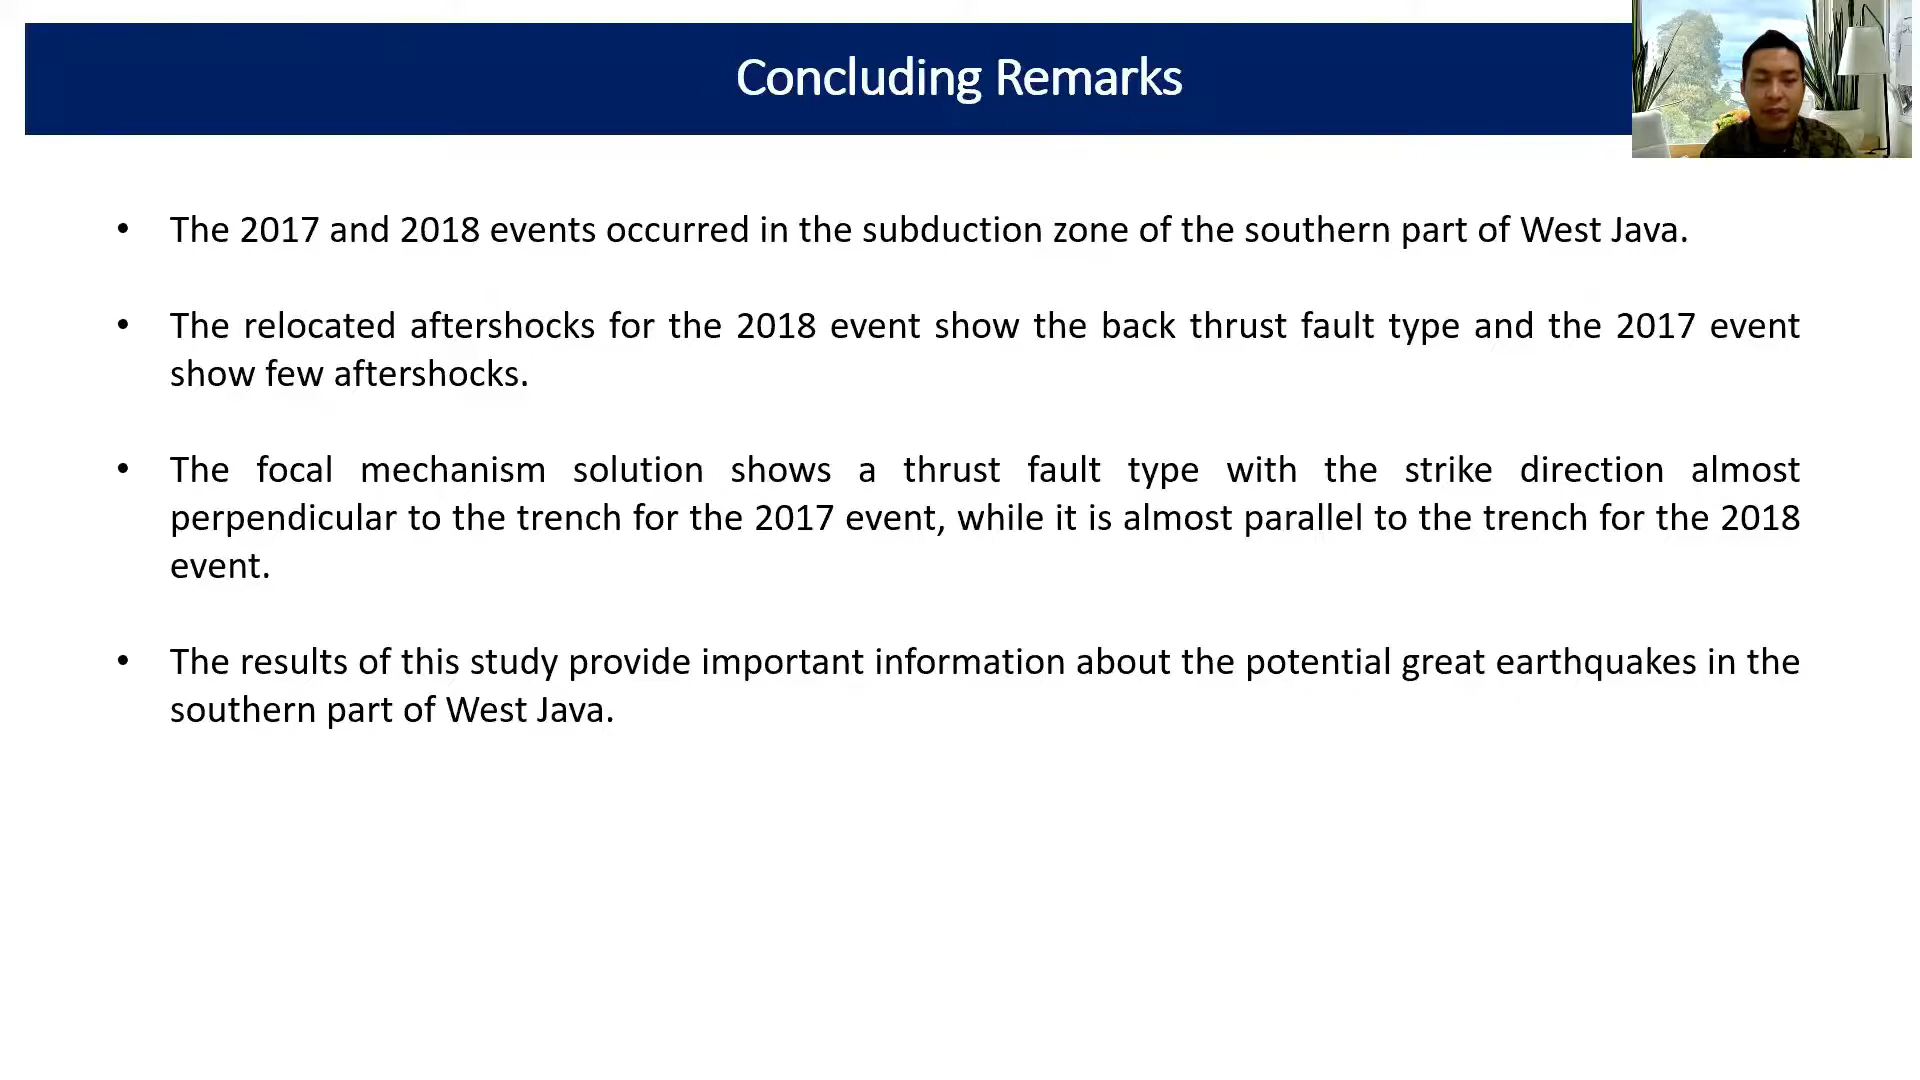 Concluding Remarks
• The 2017 and 2018 events occurred in the subduction zone of the southern part of West Java.
• The relocated aftershocks for the 2018 event show the back thrust fault type and the 2017 event
show few aftershocks.
• The focal mechanism solution shows a thrust fault type with the strike direction almost
perpendicular to the trench for the 2017 event, while it is almost parallel to the trench for the 2018
event.
• The results of this study provide important information about the potential great earthquakes in the
southern part of West Java.